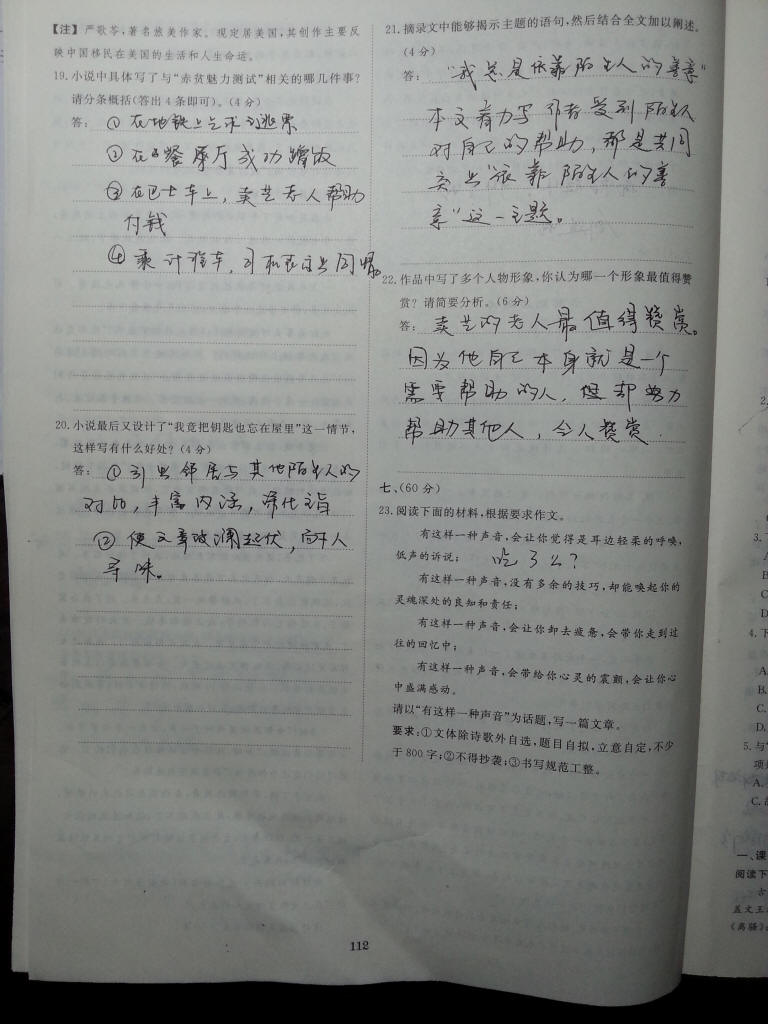 【注】严歌苓,著名旅美作家。现定居美国,其创作主要反
映中国移民在美国的生活和人生命运。
19.小说中具体写了与“赤贫魅力测试”相关的哪几件事?
请分条概括(答出4条即可)。(4分)
答: ①在地铁上乞求到逃票
②在餐厅成功蹭饭
③在巴士车上,卖艺老人帮助
付钱
④乘计程车,司机
20.小说最后又设计了“我竟把钥匙也忘在屋里”这一情节,
这样写有什么好处?(4分)
答: ①引出邻居与其他陌生人的
对比,丰富内涵,深化主旨
②使文章波澜起伏,耐人
寻味。
21.摘录文中能够揭示主题的语句,然后结合全文加以阐述。
(4分)
答: “我总是依靠陌生人的善意”
本文着力写作者受到陌生人
对自己的帮助,都是共同
突出“依靠陌生人的善
意”这一主题。
22.作品中写了多个人物形象,你认为哪一个形象最值得赞
赏?请简要分析。(6分)
答: 卖艺的老人最值得赞赏。
因为他自己本身就是一个
需要帮助的人,但却努力
帮助其他人,令人赞赏.
七、(60分)
23.阅读下面的材料,根据要求作文。
有这样一种声音,会让你觉得是耳边轻柔的呼唤,
低声的诉说; 吃了么?
有这样一种声音,没有多余的技巧,却能唤起你的
灵魂深处的良知和责任;
有这样一种声音,会让你卸去疲惫,会带你走到过
往的回忆中;
有这样一种声音,会带给你心灵的震颤,会让你心
中盛满感动。
请以“有这样一种声音”为话题,写一篇文章。
要求:①文体除诗歌外自选,题目自拟,立意自定,不少
于800字;②不得抄袭;③书写规范工整。
112
3.
A
B
C
D
4.下
A.
B.
C.
D.
5.与“
项是
A.
C.
一、课
阅读下
古
盖文王
《离骚》